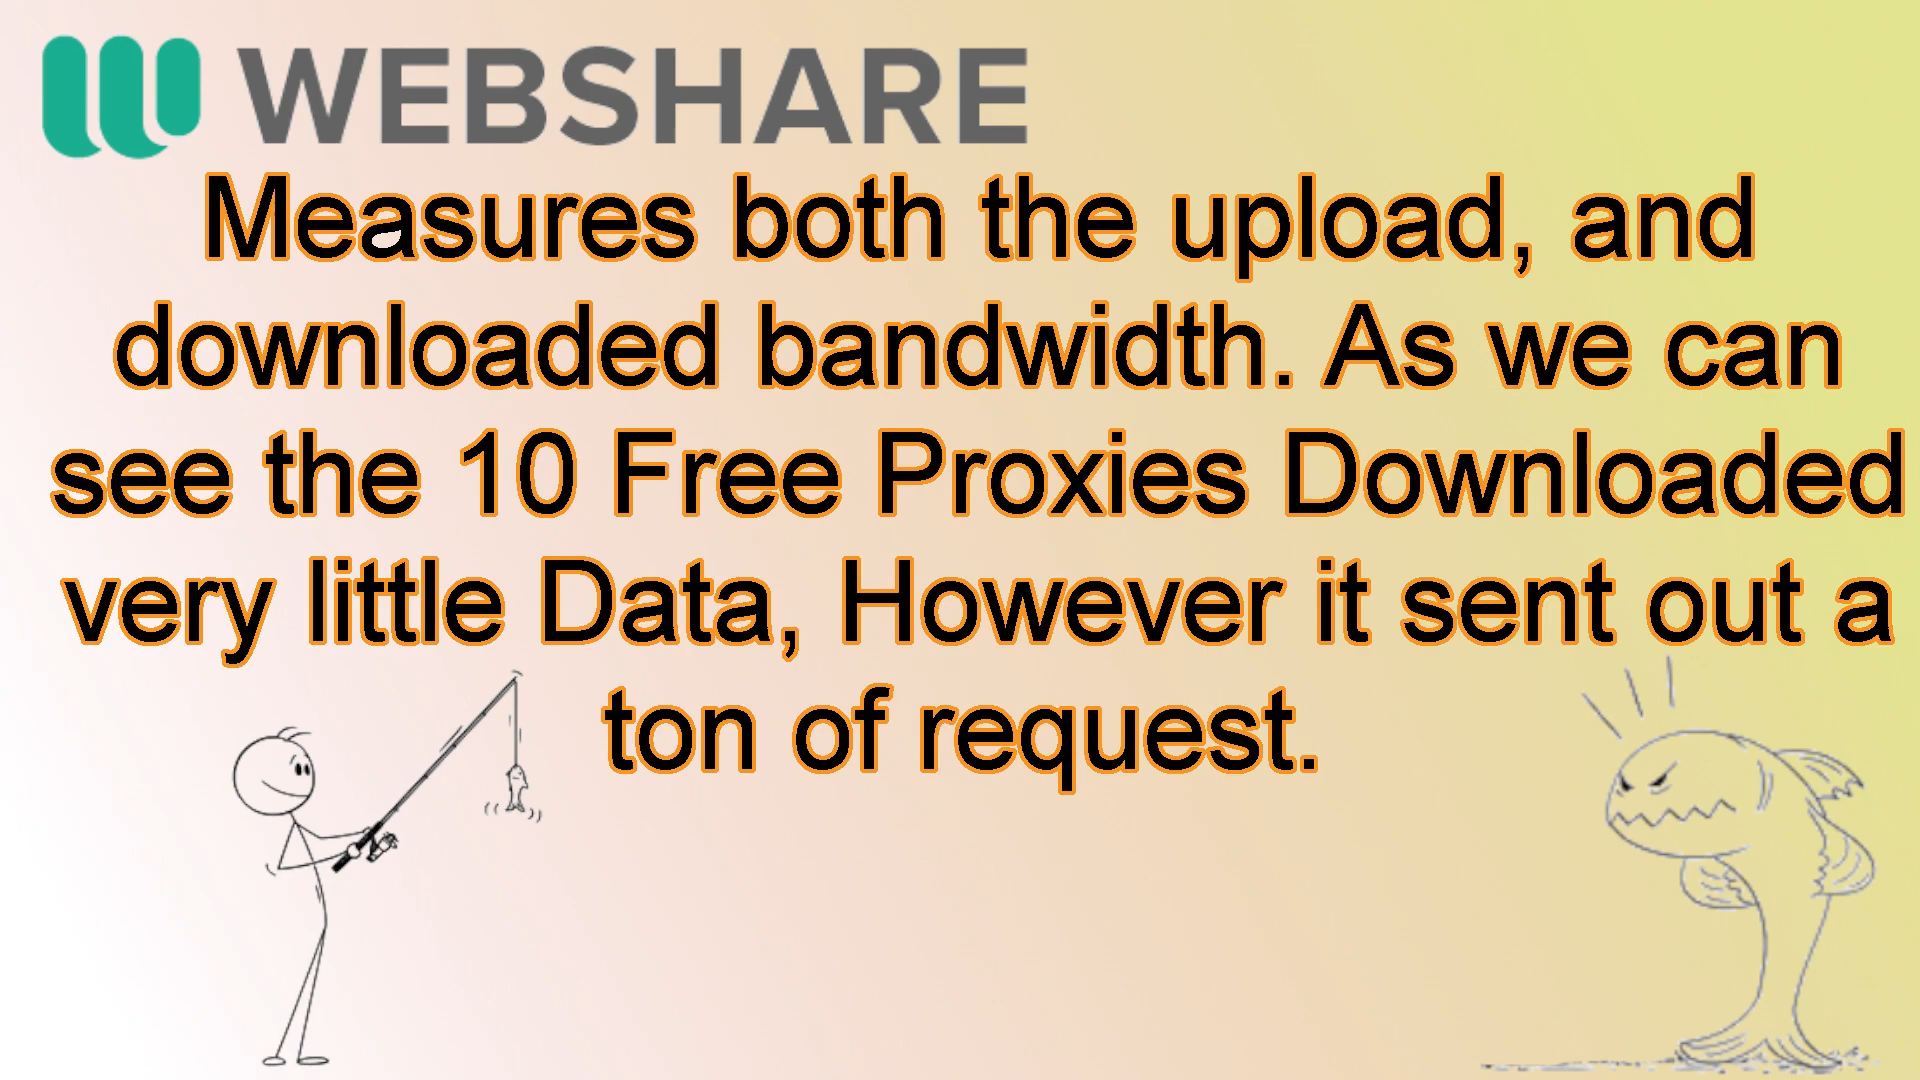 WEBSHARE
Measures both the upload, and
downloaded bandwidth. As we can
see the 10 Free Proxies Downloaded
very little Data, However it sent out a
ton of request.